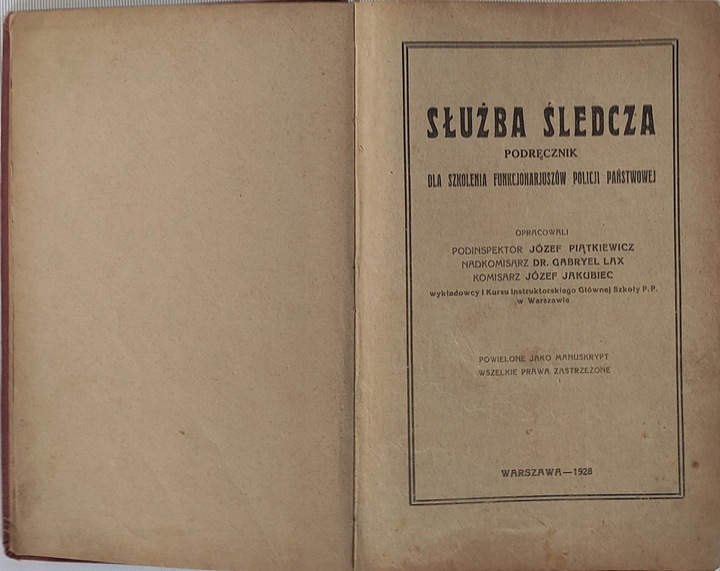 SŁUŻBA ŚLEDCZA
PODRĘCZNIK
DLA SZKOLENIA FUNKCJONARJUSZÓW POLICJI PAŃSTWOWEJ
OPRACOWALI
PODINSPEKTOR JÓZEF PIĄTKIEWICZ
NADKOMISARZ DR. GABRYEL LAX
KOMISARZ JÓZEF JAKUBIEC
wykładowcy I Kursu Instruktorskiego Głównej Szkoły P. P.
w Warszawie
POWIELONE JAKO MANUSKRYPT
WSZELKIE PRAWA ZASTRZEŻONE
WARSZAWA—1928